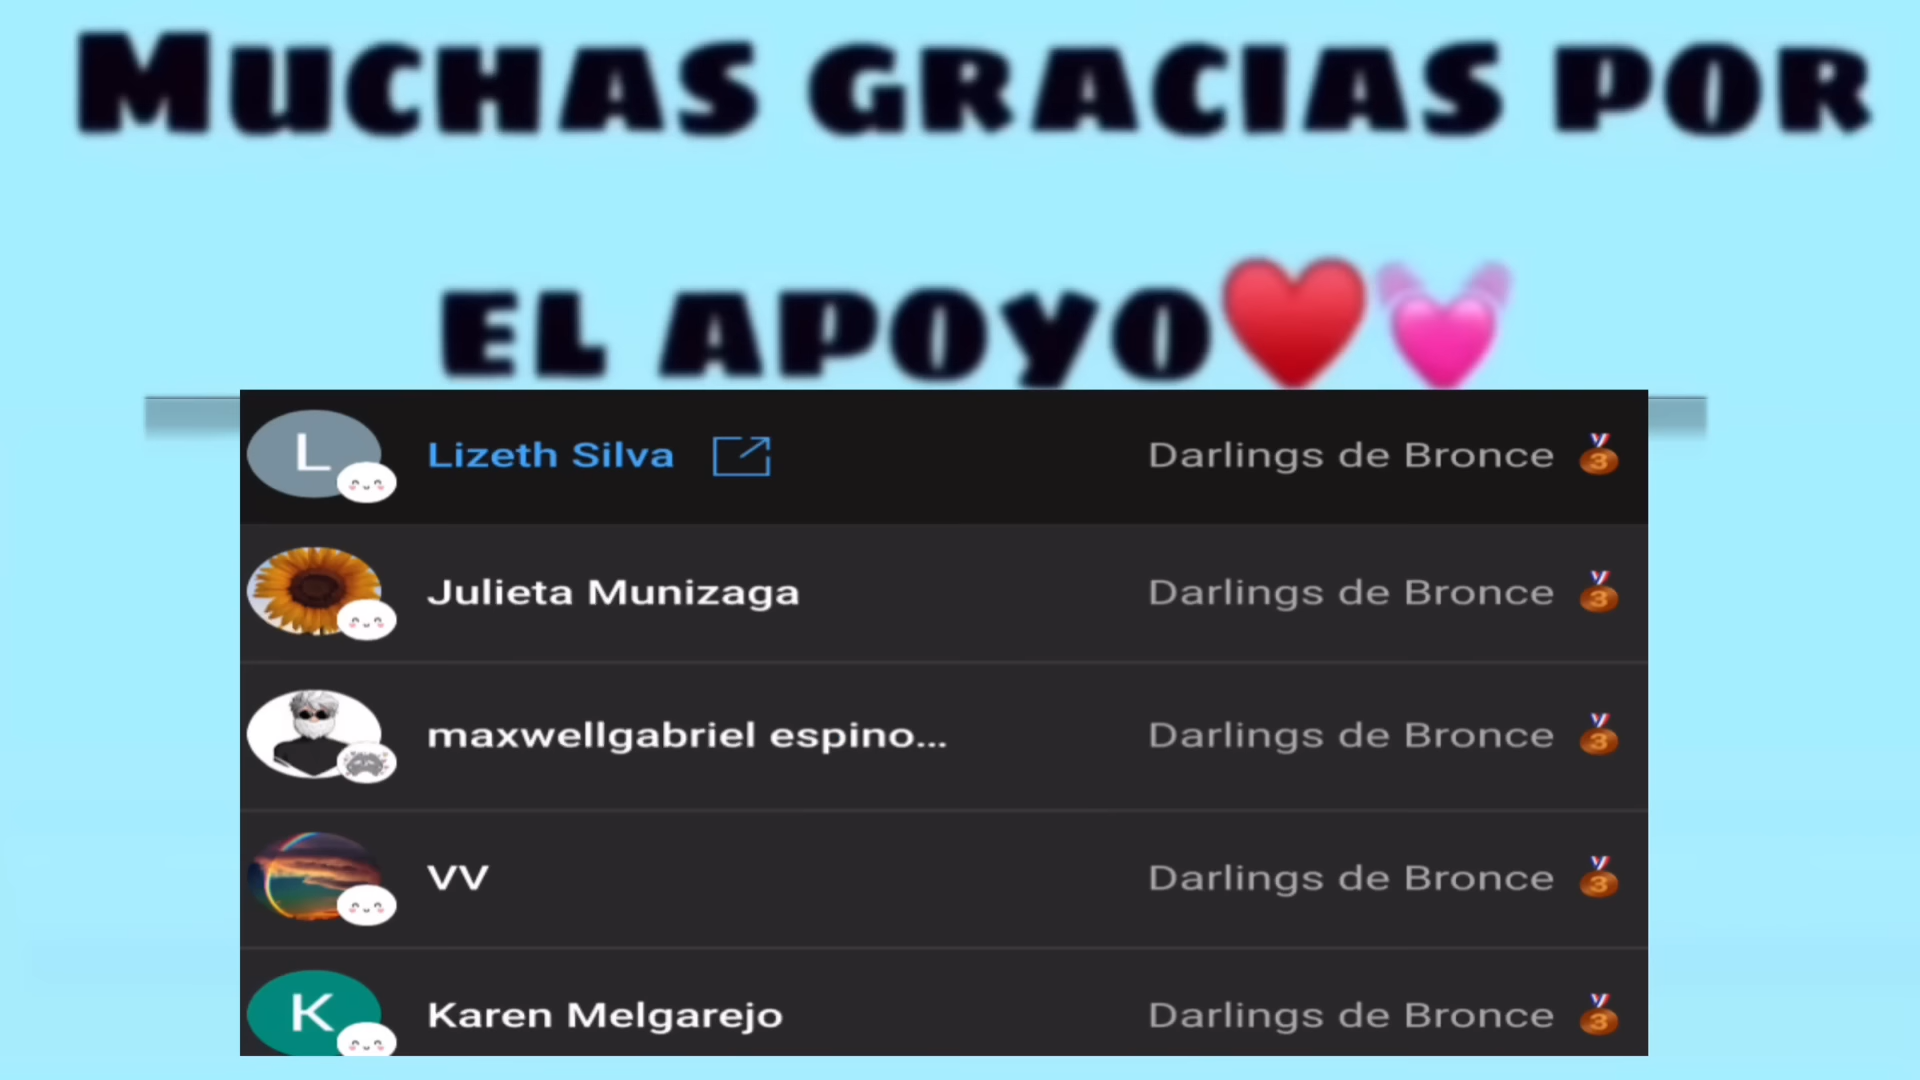 Muchas gracias por
el apoyo❤️💓
L Lizeth Silva Darlings de Bronce 🥉
Julieta Munizaga Darlings de Bronce 🥉
maxwellgabriel espino... Darlings de Bronce 🥉
VV Darlings de Bronce 🥉
K Karen Melgarejo Darlings de Bronce 🥉